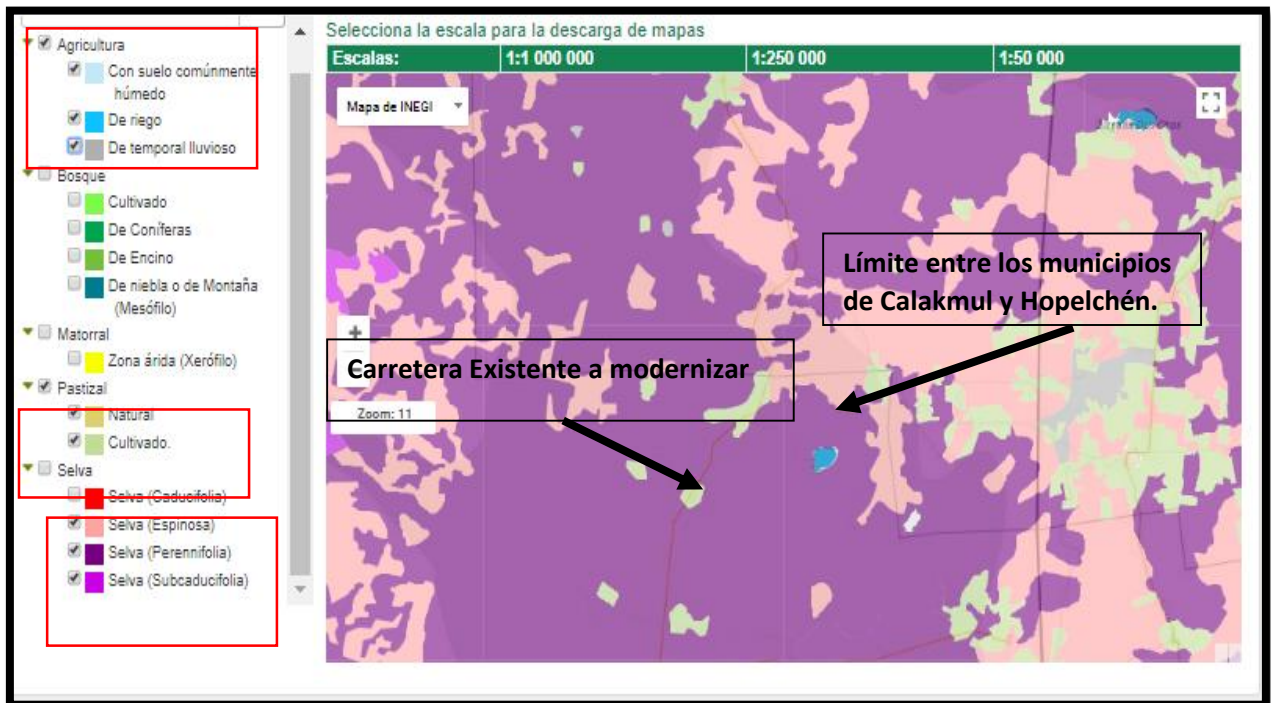 Agricultura
Con suelo comúnmente
húmedo
De riego
De temporal lluvioso
Bosque
Cultivado
De Coníferas
De Encino
De niebla o de Montaña
(Mesófilo)
Matorral
Zona árida (Xerófilo)
Pastizal
Natural
Cultivado.
Selva
Selva (Caducifolia)
Selva (Espinosa)
Selva (Perennifolia)
Selva (Subcaducifolia)
Selecciona la escala para la descarga de mapas
Escalas: 1:1 000 000 1:250 000 1:50 000
Mapa de INEGI
Límite entre los municipios
de Calakmul y Hopelchén.
+
Carretera Existente a modernizar
Zoom: 11